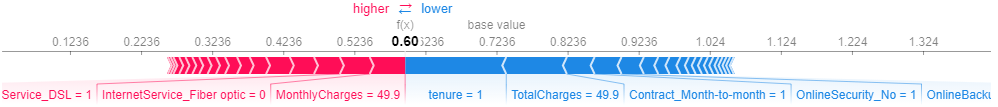 higher ⇄ lower
f(x) base value
0.1236 0.2236 0.3236 0.4236 0.5236 0.60 6236 0.7236 0.8236 0.9236 1.024 1.124 1.224 1.324
Service_DSL = 1 InternetService_Fiber optic = 0 MonthlyCharges = 49.9 tenure = 1 TotalCharges = 49.9 Contract_Month-to-month = 1 OnlineSecurity_No = 1 OnlineBacku